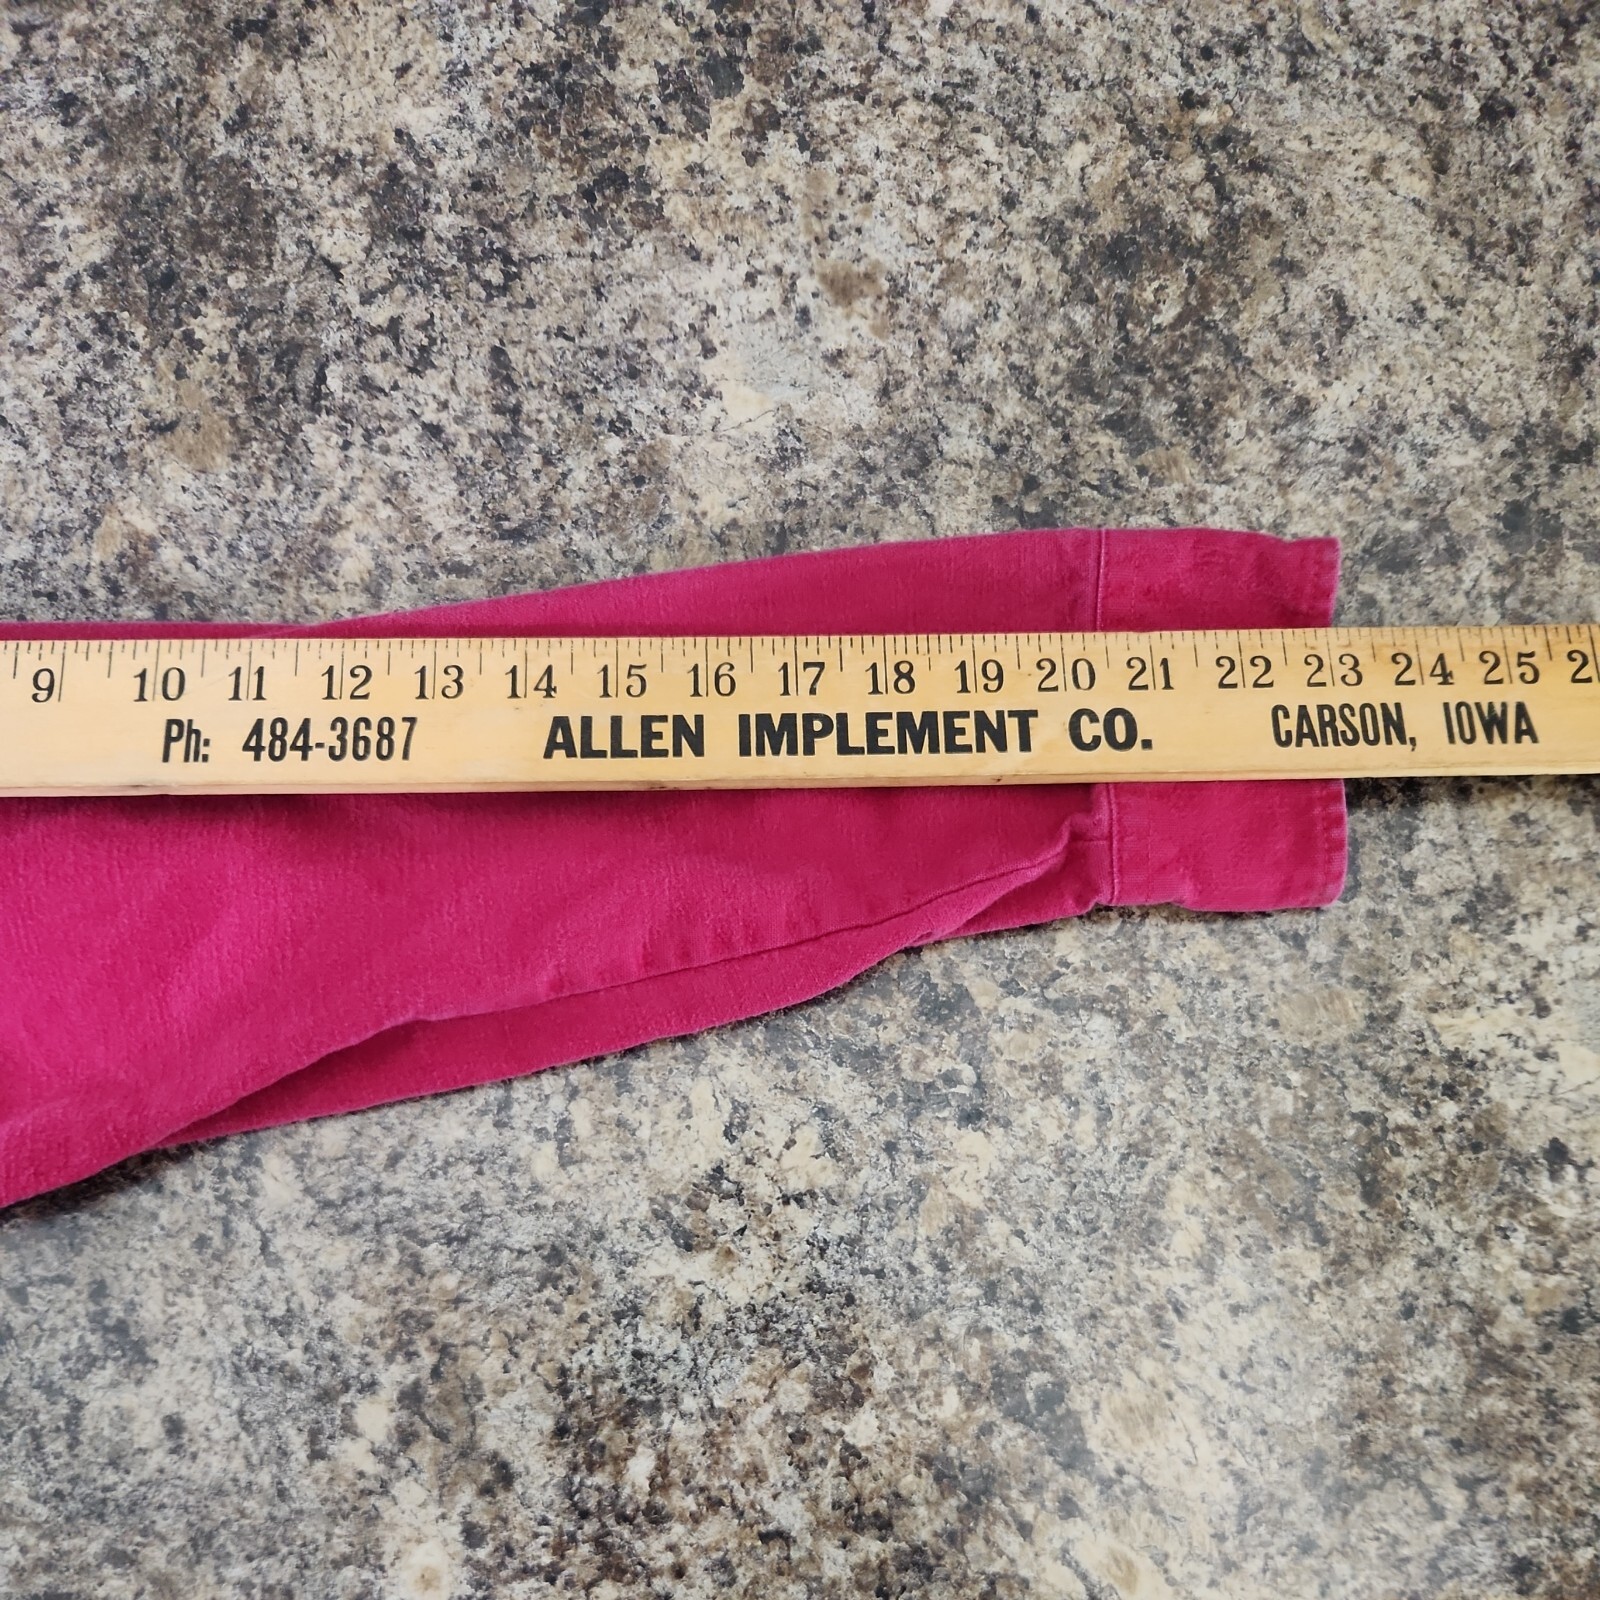 9 10 11 12 13 14 15 16 17 18 19 20 21 22 23 24 25
Ph: 484-3687 ALLEN IMPLEMENT CO. CARSON, IOWA